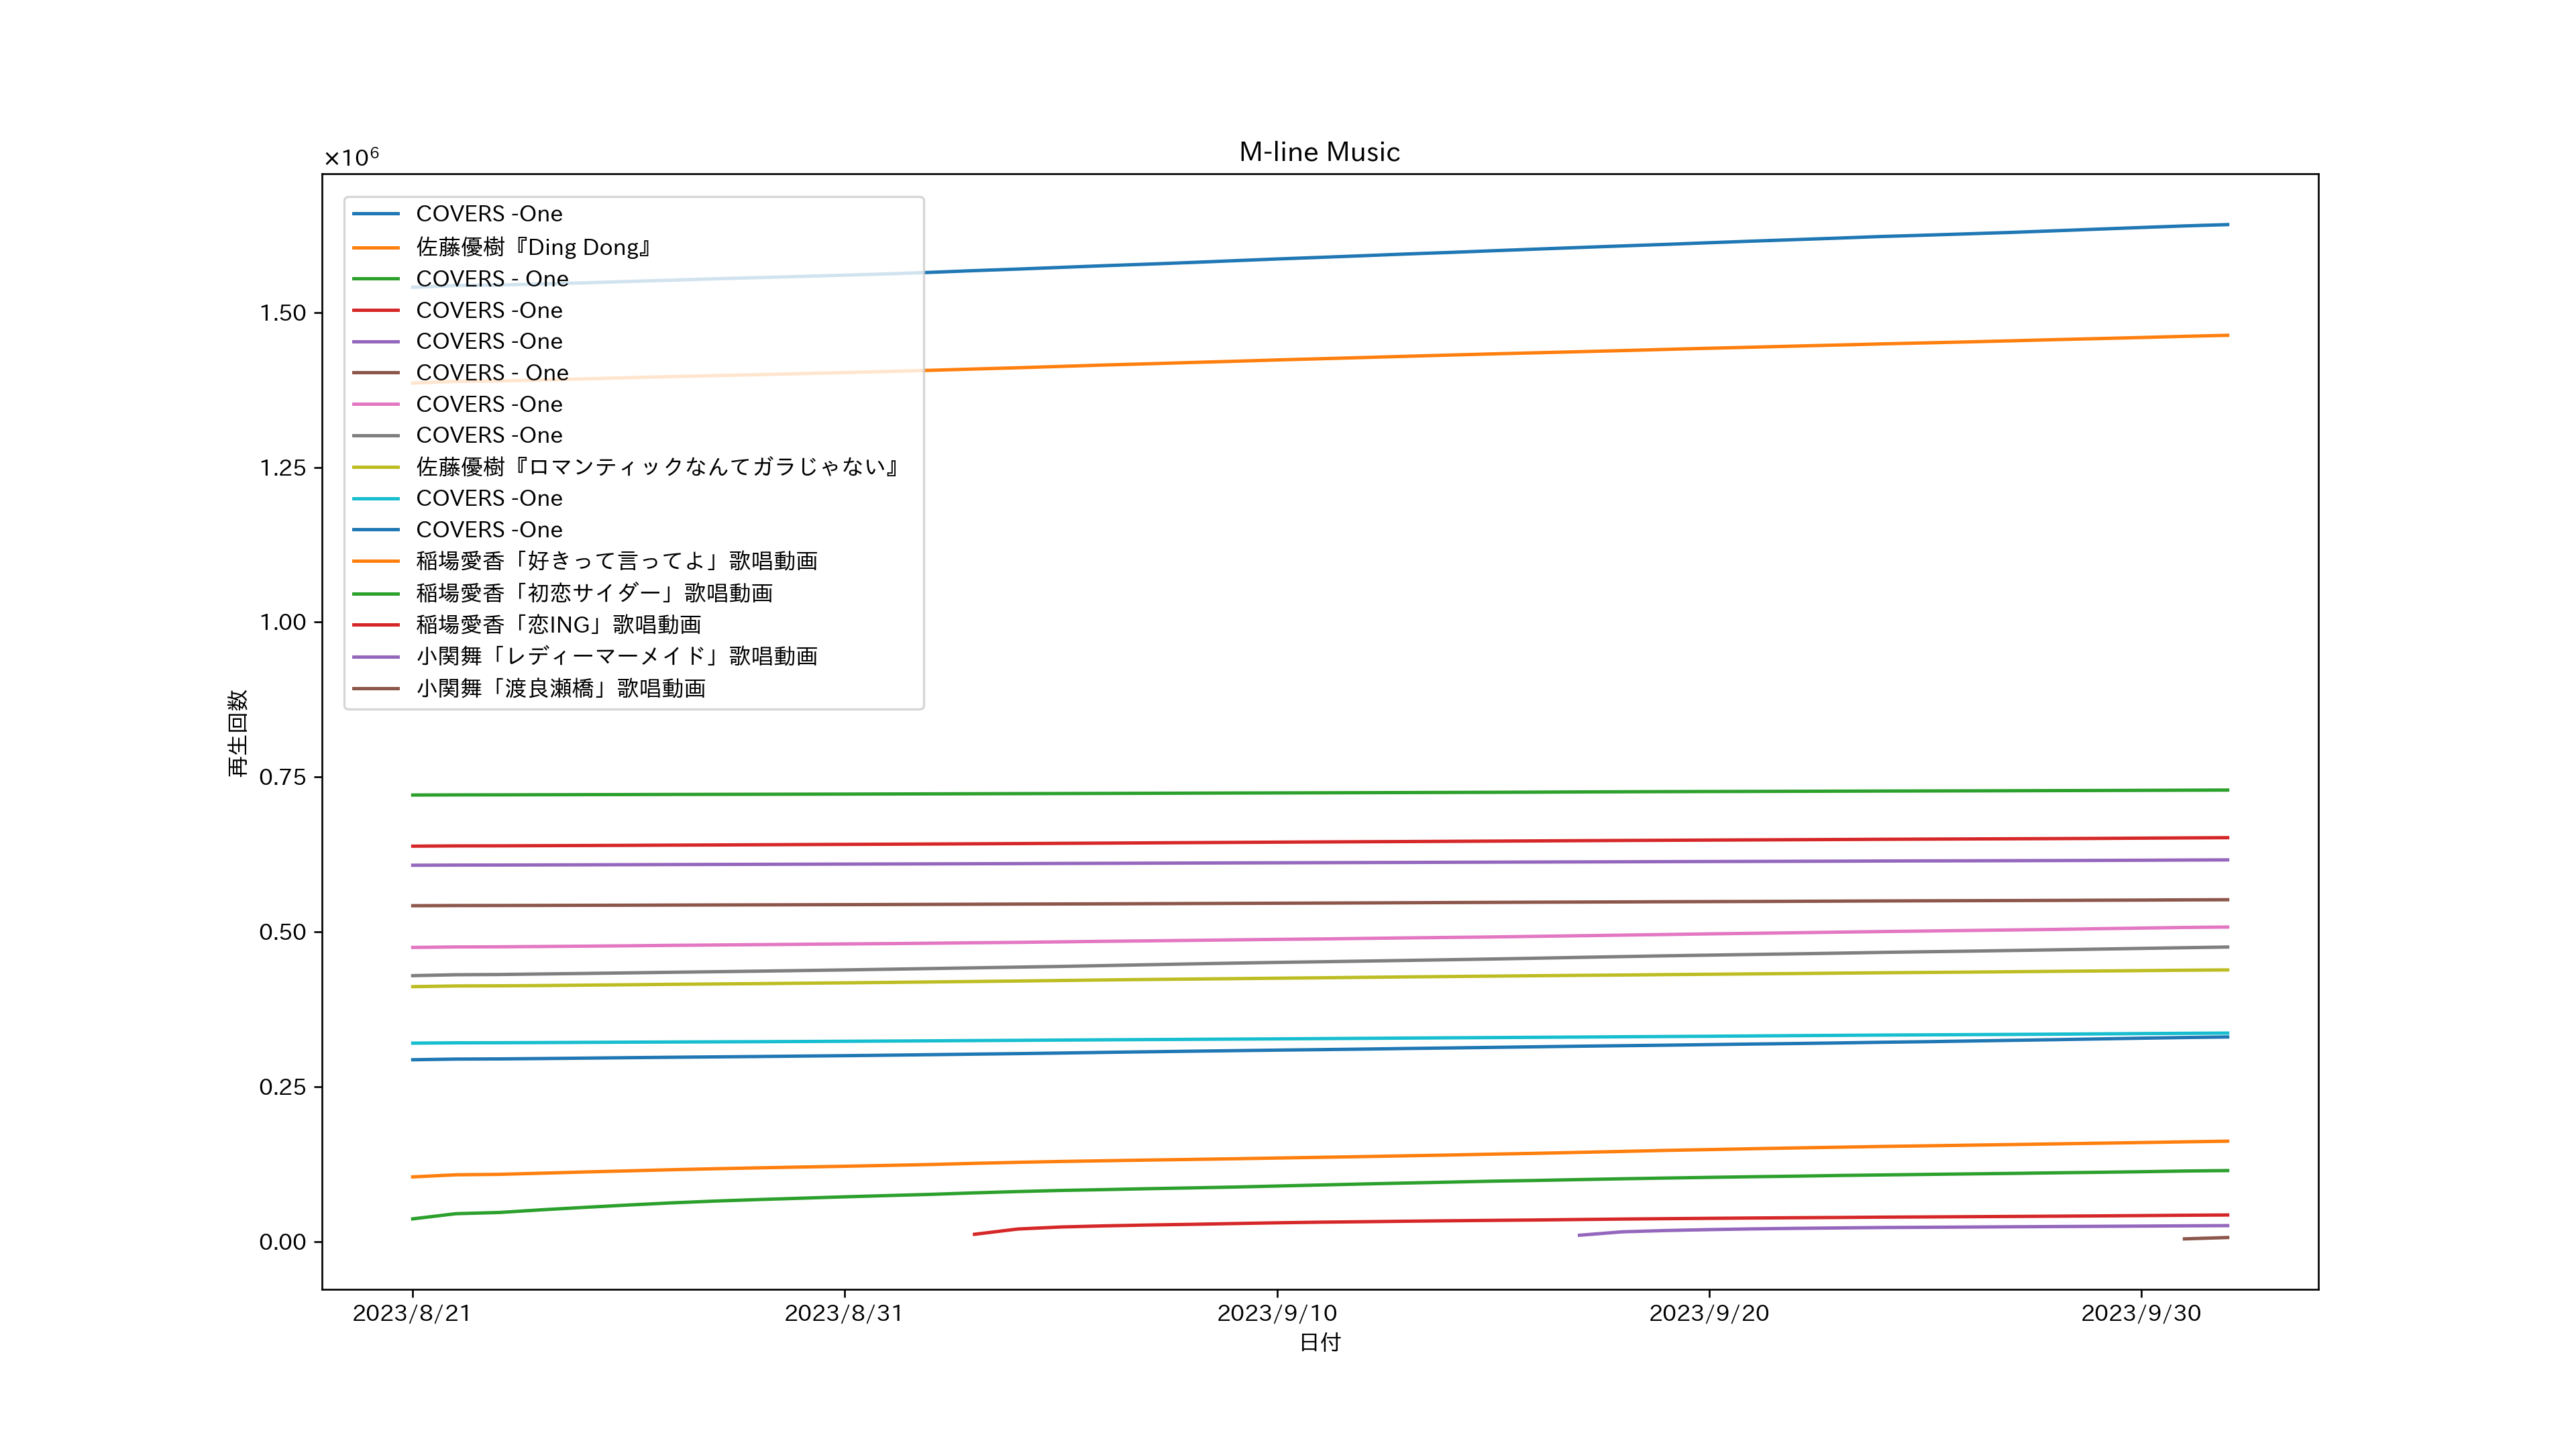 M-line Music
×10⁶
COVERS -One
佐藤優樹『Ding Dong』
COVERS - One
COVERS -One
COVERS -One
COVERS - One
COVERS -One
COVERS -One
佐藤優樹『ロマンティックなんてガラじゃない』
COVERS -One
COVERS -One
稲場愛香「好きって言ってよ」歌唱動画
稲場愛香「初恋サイダー」歌唱動画
稲場愛香「恋ING」歌唱動画
小関舞「レディーマーメイド」歌唱動画
小関舞「渡良瀬橋」歌唱動画
1.50
1.25
1.00
0.75
0.50
0.25
0.00
再生回数
2023/8/21
2023/8/31
2023/9/10
2023/9/20
2023/9/30
日付